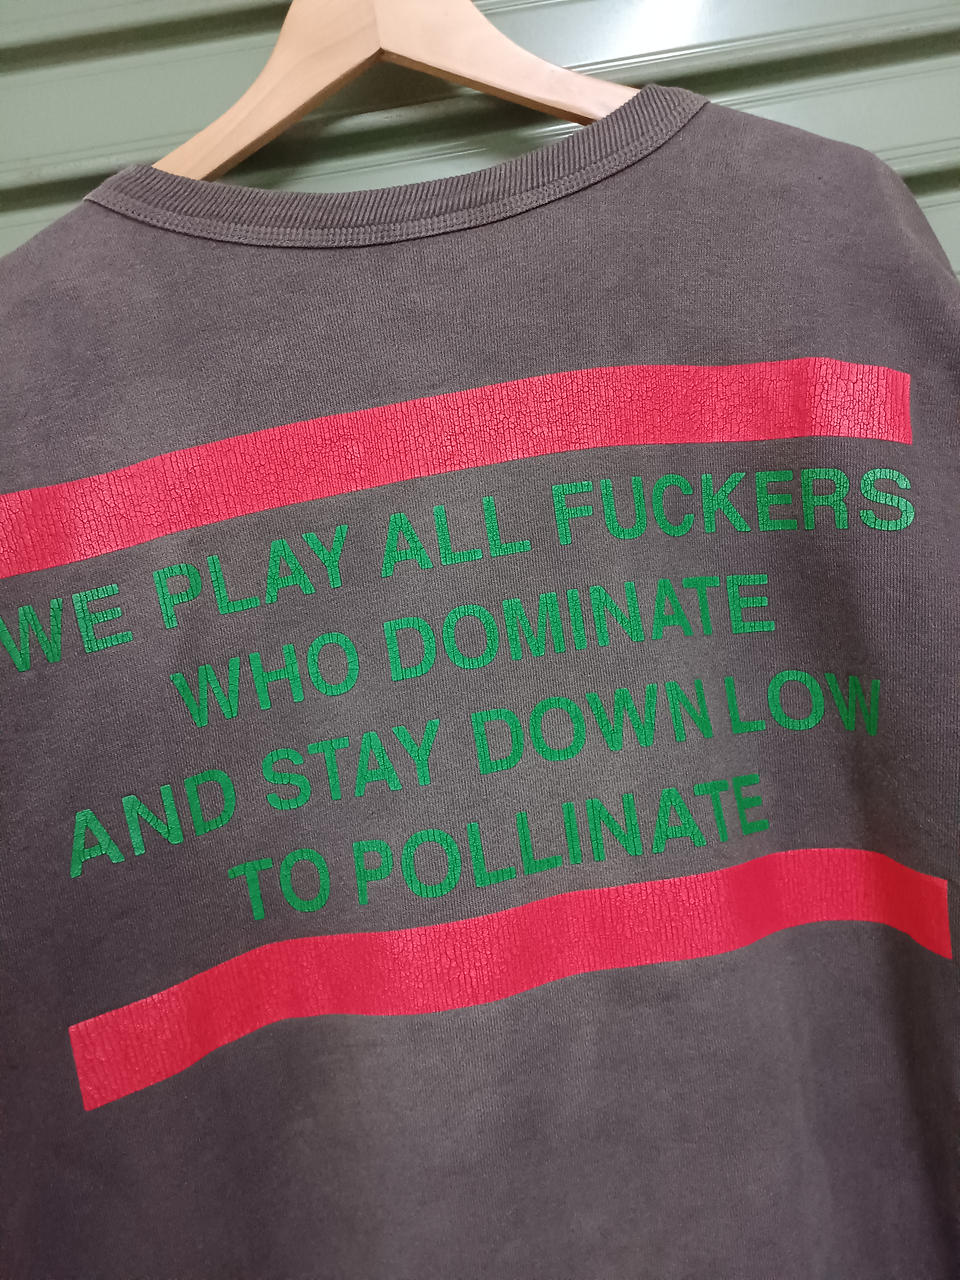 WE PLAY ALL FUCKERS
WHO DOMINATE
AND STAY DOWN LOW
TO POLLINATE